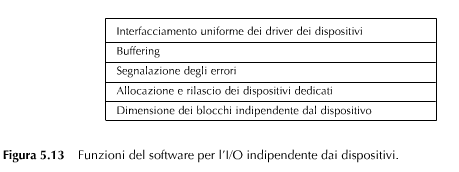 Interfacciamento uniforme dei driver dei dispositivi
Buffering
Segnalazione degli errori
Allocazione e rilascio dei dispositivi dedicati
Dimensione dei blocchi indipendente dal dispositivo
Figura 5.13 Funzioni del software per l'I/O indipendente dai dispositivi.